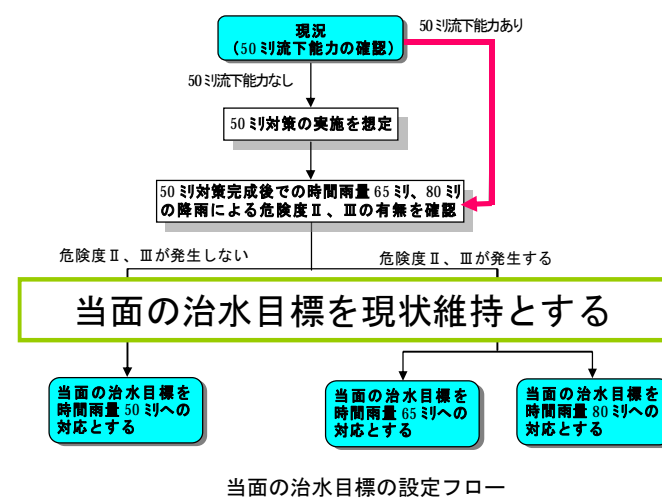 現況
（50ミリ流下能力の確認）
50ミリ流下能力あり
50ミリ流下能力なし
50ミリ対策の実施を想定
50ミリ対策完成後での時間雨量65ミリ、80ミリ
の降雨による危険度Ⅱ、Ⅲの有無を確認
危険度Ⅱ、Ⅲが発生しない
危険度Ⅱ、Ⅲが発生する
当面の治水目標を現状維持とする
当面の治水目標を
時間雨量50ミリへの
対応とする
当面の治水目標を
時間雨量65ミリへの
対応とする
当面の治水目標を
時間雨量80ミリへの
対応とする
当面の治水目標の設定フロー